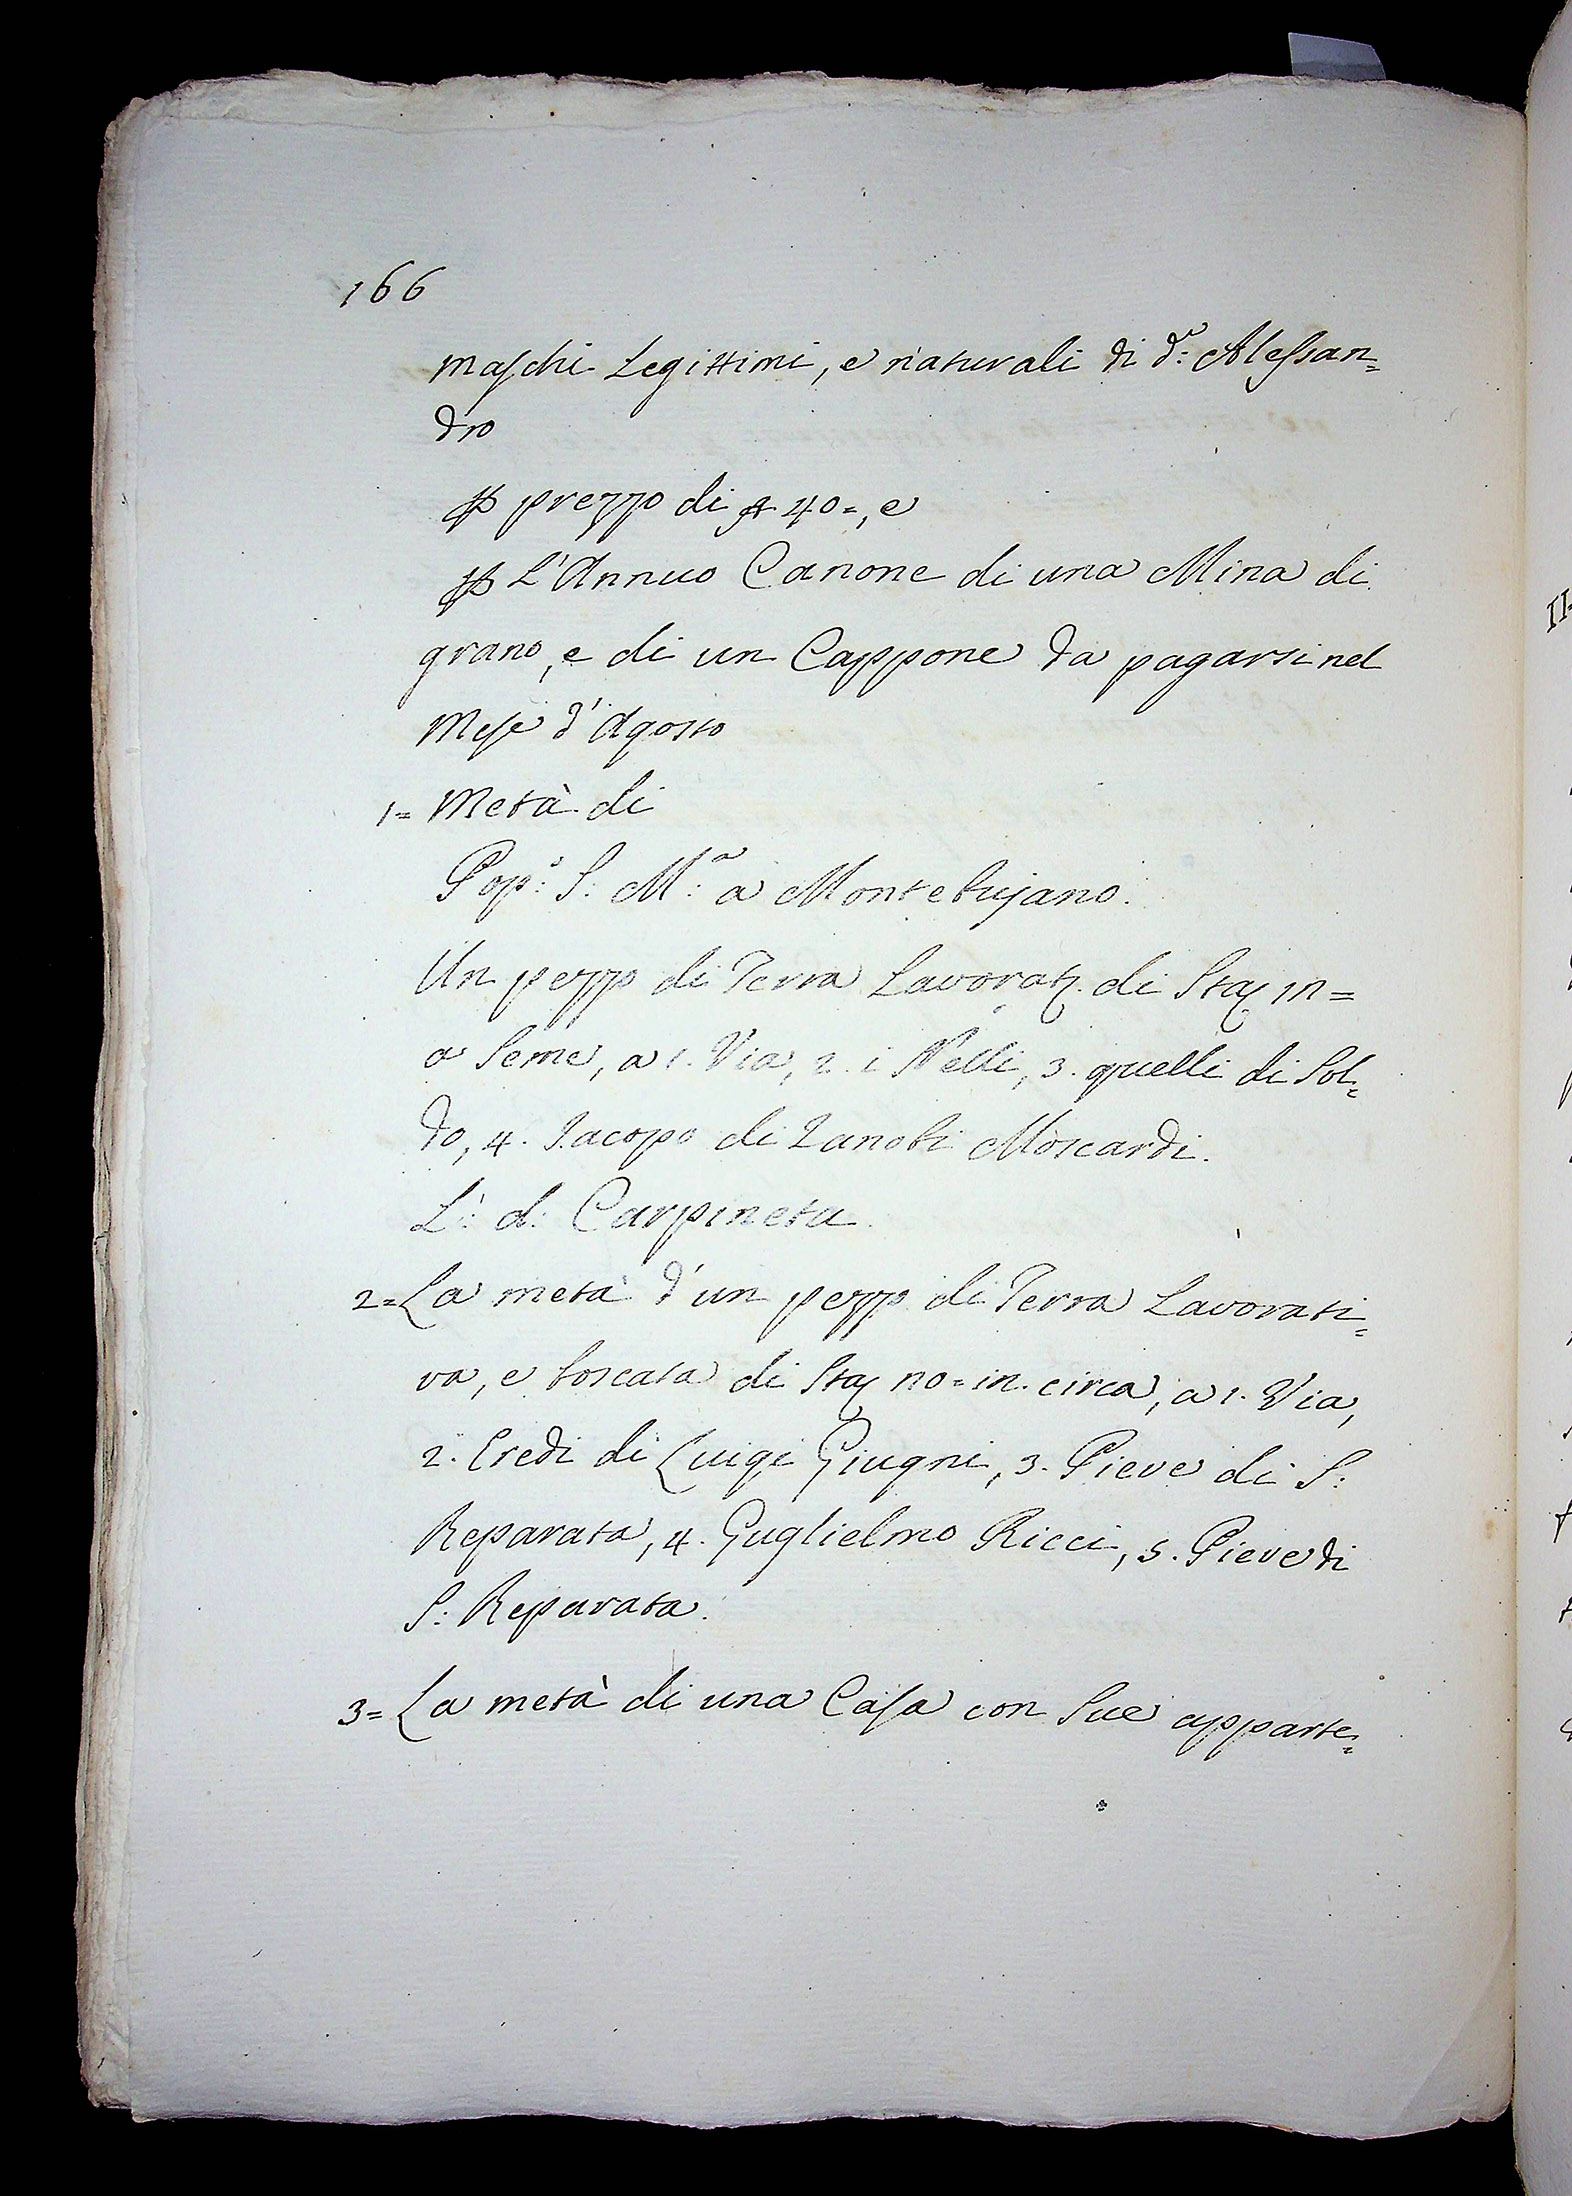 166
maschi Legittimi, e naturali di d.º Alessan=
dro
p prezzo di ƒ 40=, e
p L'Annuo Canone di una Mina di
grano, e di un Cappone da pagarsi nel
Mese d'Agosto
1= Metà di
Pop:º S: M:ª a Montebujano.
Un pezzo di Terra Lavorat. di Sta in=
a Seme, a 1. Via, 2. i Nelli, 3. quelli di Sol=
do, 4. Jacopo di Zanobi Moscardi.
L: d: Carpineta
2= La metà d'un pezzo di Terra Lavorati=
va, e boscata di Sta no= in circa, a 1. Via,
2. Eredi di Luigi Giugni, 3. Pieve di S:
Reparata, 4. Guglielmo Ricci, 5. Pieve di
S: Reparata.
3= La metà di una Casa con Sue apparte=